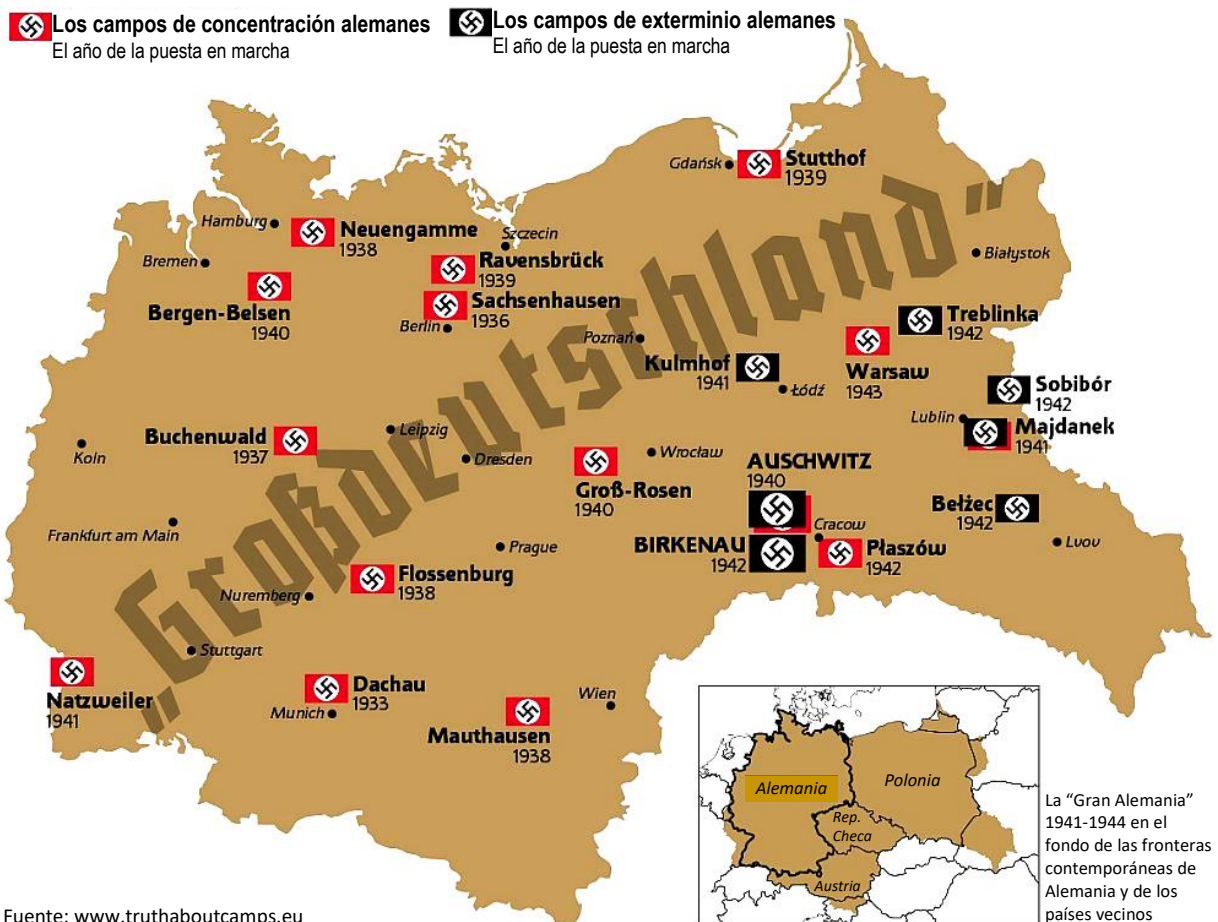 Los campos de concentración alemanes
El año de la puesta en marcha
Los campos de exterminio alemanes
El año de la puesta en marcha
„Großdeutschland”
Gdańsk
Stutthof
1939
Hamburg
Neuengamme
1938
Szczecin
Bremen
Ravensbrück
1939
Białystok
Bergen-Belsen
1940
Sachsenhausen
1936
Berlin
Treblinka
1942
Poznań
Kulmhof
1941
Łódź
Warsaw
1943
Sobibór
1942
Lublin
Majdanek
1941
Buchenwald
1937
Leipzig
Koln
Dresden
Wrocław
Groß-Rosen
1940
AUSCHWITZ
1940
Bełżec
1942
Frankfurt am Main
Cracow
Lvov
Prague
BIRKENAU
1942
Płaszów
1942
Flossenburg
1938
Nuremberg
Stuttgart
Natzweiler
1941
Dachau
1933
Munich
Wien
Mauthausen
1938
Alemania
Polonia
Rep.
Checa
Austria
La “Gran Alemania”
1941-1944 en el
fondo de las fronteras
contemporáneas de
Alemania y de los
países vecinos
Fuente: www.truthaboutcamps.eu